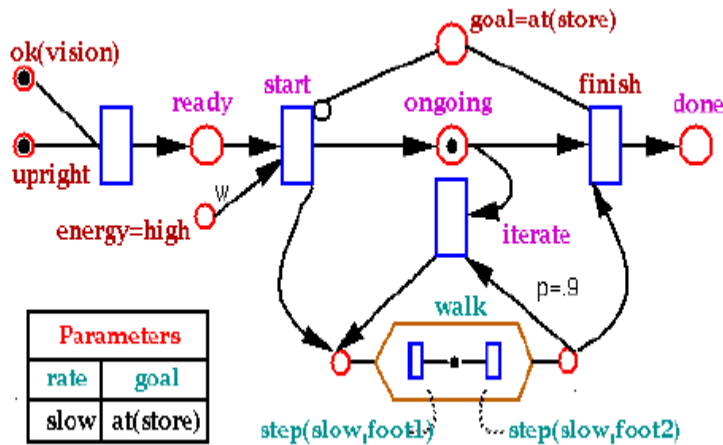 goal=at(store)
ok(vision)
start
finish
ready
ongoing
done
upright
w
energy=high
iterate
p=.9
walk
Parameters
rate goal
slow at(store)
step(slow,foot1)
step(slow,foot2)